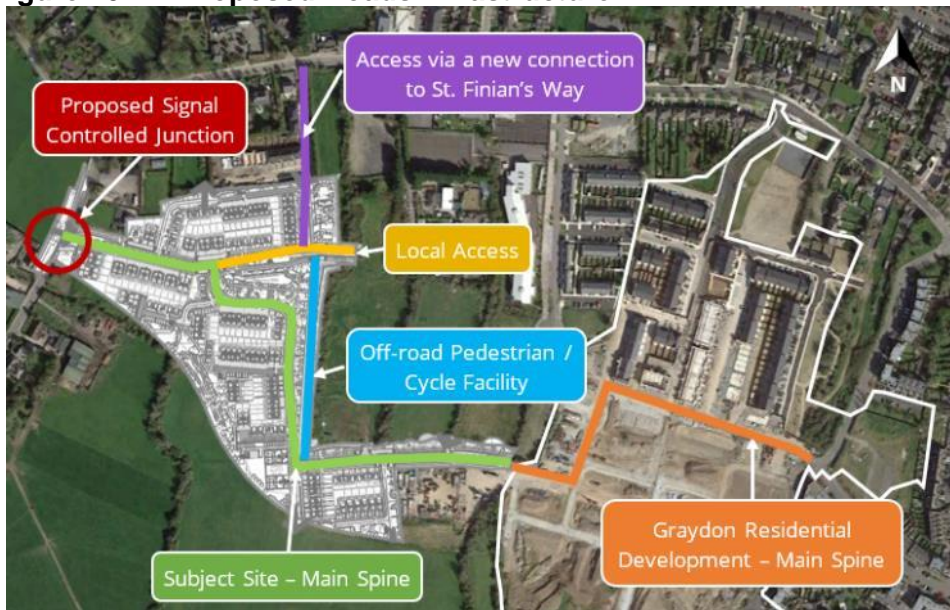 Access via a new connection
to St. Finian's Way
N
Proposed Signal
Controlled Junction
Local Access
Off-road Pedestrian /
Cycle Facility
Graydon Residential
Development – Main Spine
Subject Site – Main Spine